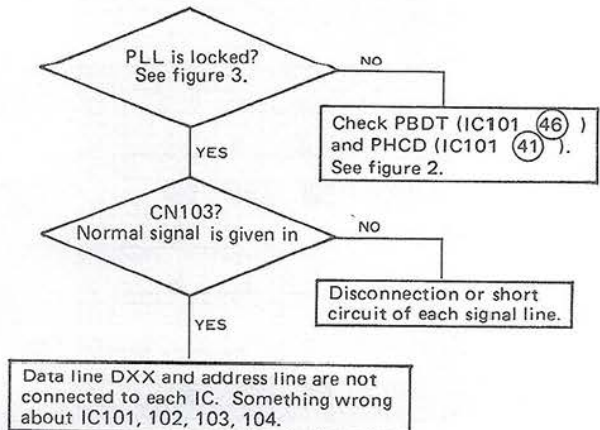 PLL is locked?
See figure 3.
NO
Check PBDT (IC101 46 )
and PHCD (IC101 41 ).
See figure 2.
YES
CN103?
Normal signal is given in
NO
Disconnection or short
circuit of each signal line.
YES
Data line DXX and address line are not
connected to each IC. Something wrong
about IC101, 102, 103, 104.